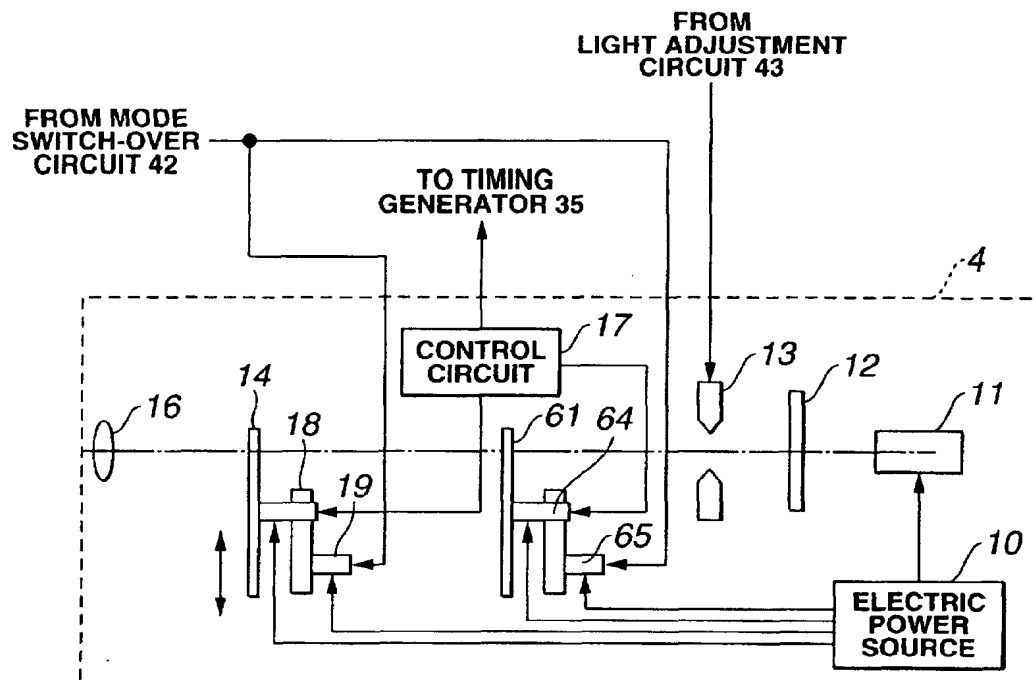 FROM
LIGHT ADJUSTMENT
CIRCUIT 43
FROM MODE
SWITCH-OVER
CIRCUIT 42
TO TIMING
GENERATOR 35
4
CONTROL
CIRCUIT
17
13
12
11
14
16
18
19
61
64
65
10
ELECTRIC
POWER
SOURCE